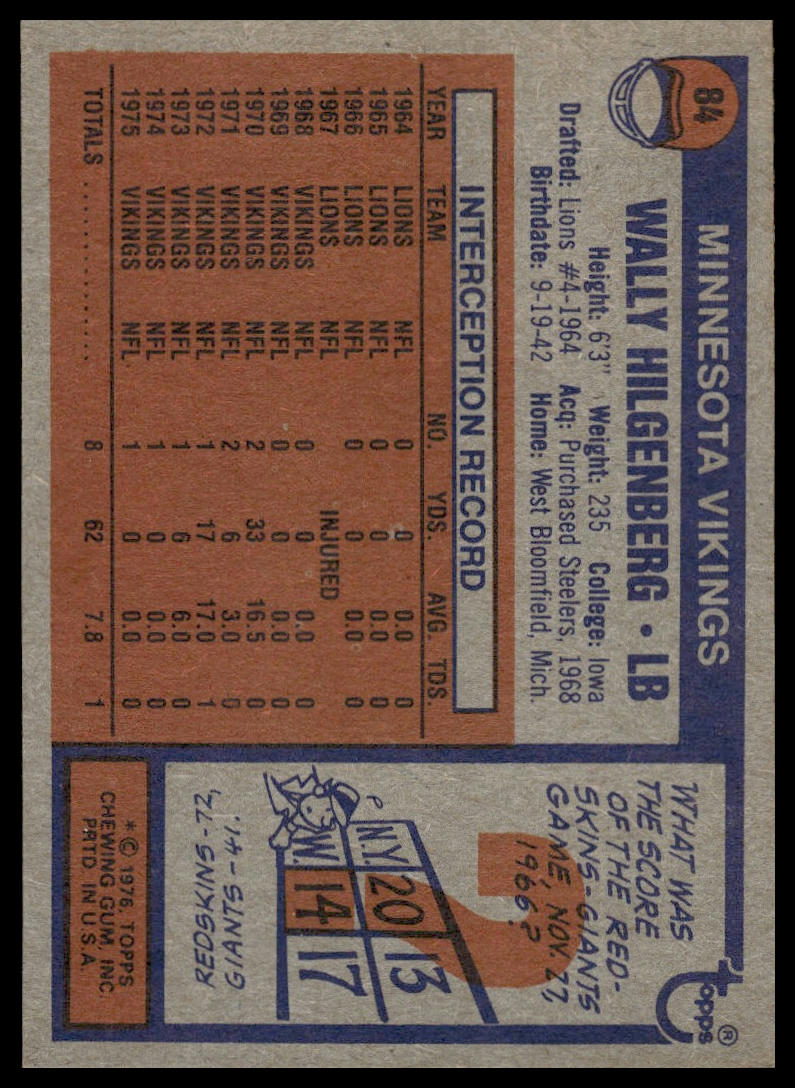 84
MINNESOTA VIKINGS
WALLY HILGENBERG • LB
Height: 6'3" Weight: 235 College: Iowa
Drafted: Lions #4-1964 Acq: Purchased Steelers, 1968
Birthdate: 9-19-42 Home: West Bloomfield, Mich.
INTERCEPTION RECORD
YEAR TEAM NO. YDS. AVG. TDS.
1964 LIONS NFL 0 0 0.0 0
1965 LIONS NFL 0 0 0.0 0
1966 LIONS NFL 0 0 0.0 0
1967 LIONS INJURED
1968 VIKINGS NFL 0 0 0.0 0
1969 VIKINGS NFL 0 0 0.0 0
1970 VIKINGS NFL 2 33 16.5 0
1971 VIKINGS NFL 2 6 3.0 0
1972 VIKINGS NFL 1 17 17.0 1
1973 VIKINGS NFL 1 6 6.0 0
1974 VIKINGS NFL 1 0 0.0 0
1975 VIKINGS NFL 1 0 0.0 0
TOTALS .................. 8 62 7.8 1
topps ®
WHAT WAS
THE SCORE
OF THE RED-
SKINS-GIANTS
GAME, NOV. 27,
1966?
?
N.Y. 20 13
W. 14 17
REDSKINS-72,
GIANTS-41.
* © 1976, TOPPS
CHEWING GUM, INC.
PRTD. IN U.S.A.